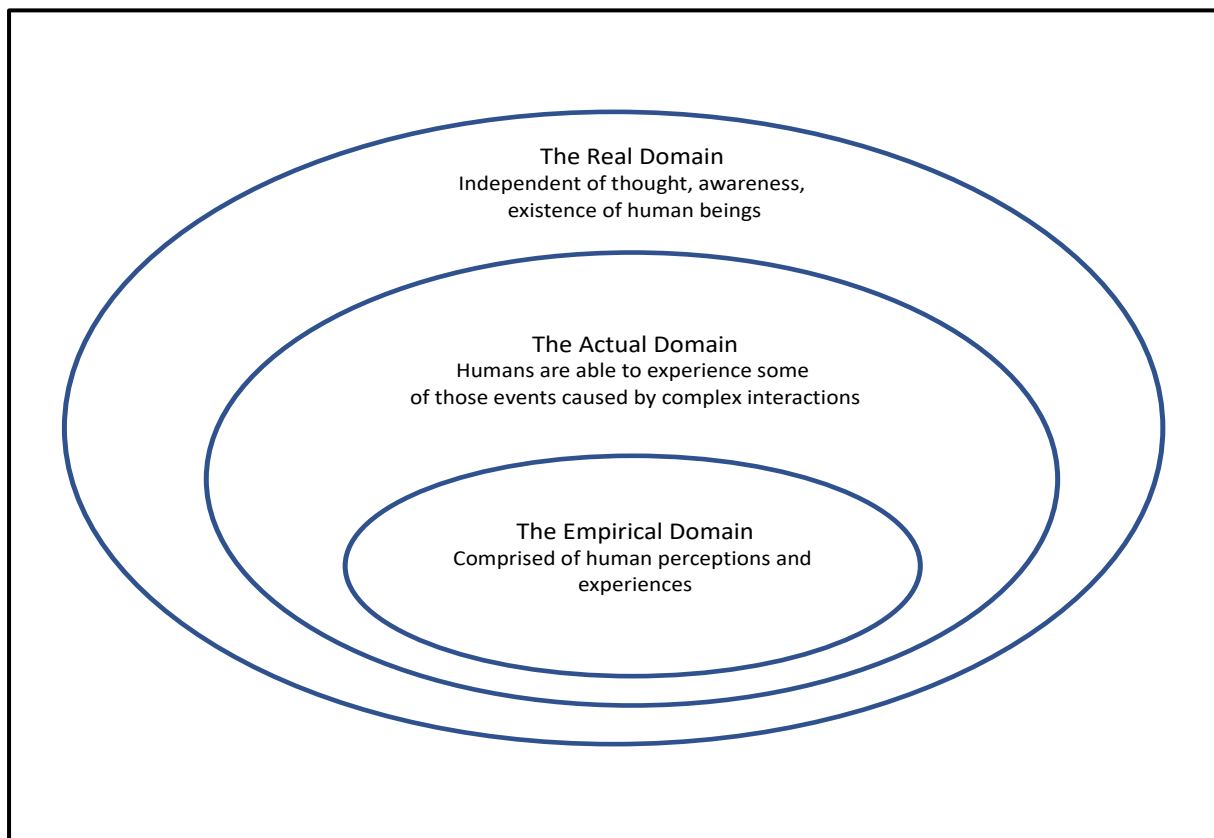 The Real Domain
Independent of thought, awareness,
existence of human beings
The Actual Domain
Humans are able to experience some
of those events caused by complex interactions
The Empirical Domain
Comprised of human perceptions and
experiences